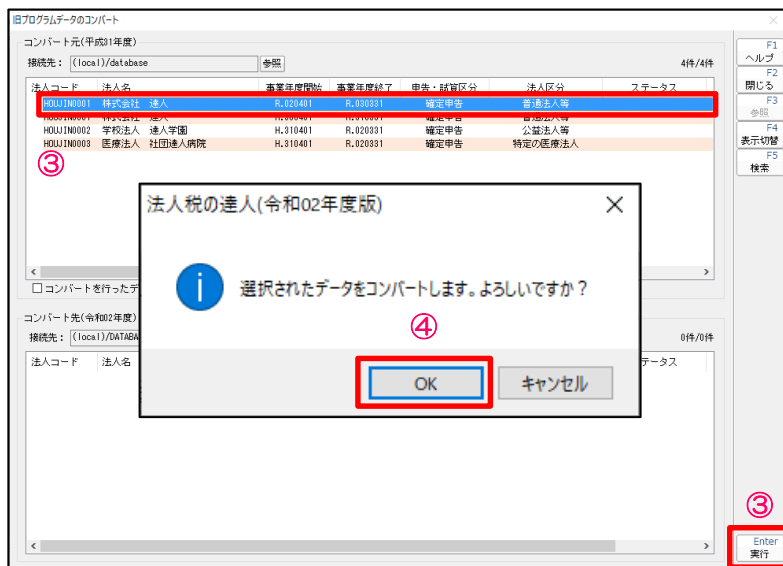 旧プログラムデータのコンバート
コンバート元(平成31年度)
接続先： (local)/database 参照 4件/4件
法人コード 法人名 事業年度開始 事業年度終了 申告・試算区分 法人区分 ステータス
HOUJIN0001 株式会社 達人 R.020401 R.030331 確定申告 普通法人等
HOUJIN0002 学校法人 達人学園 H.310401 R.020331 確定申告 公益法人等
HOUJIN0003 医療法人 社団達人病院 H.310401 R.020331 確定申告 特定の医療法人
③
法人税の達人(令和02年度版)
選択されたデータをコンバートします。よろしいですか？
④
OK キャンセル
コンバートを行ったデ
コンバート先(令和02年度)
接続先： (local)/DATABA 0件/0件
法人コード 法人名 テータス
F1
ヘルプ
F2
閉じる
F3
参照
F4
表示切替
F5
検索
③
Enter
実行